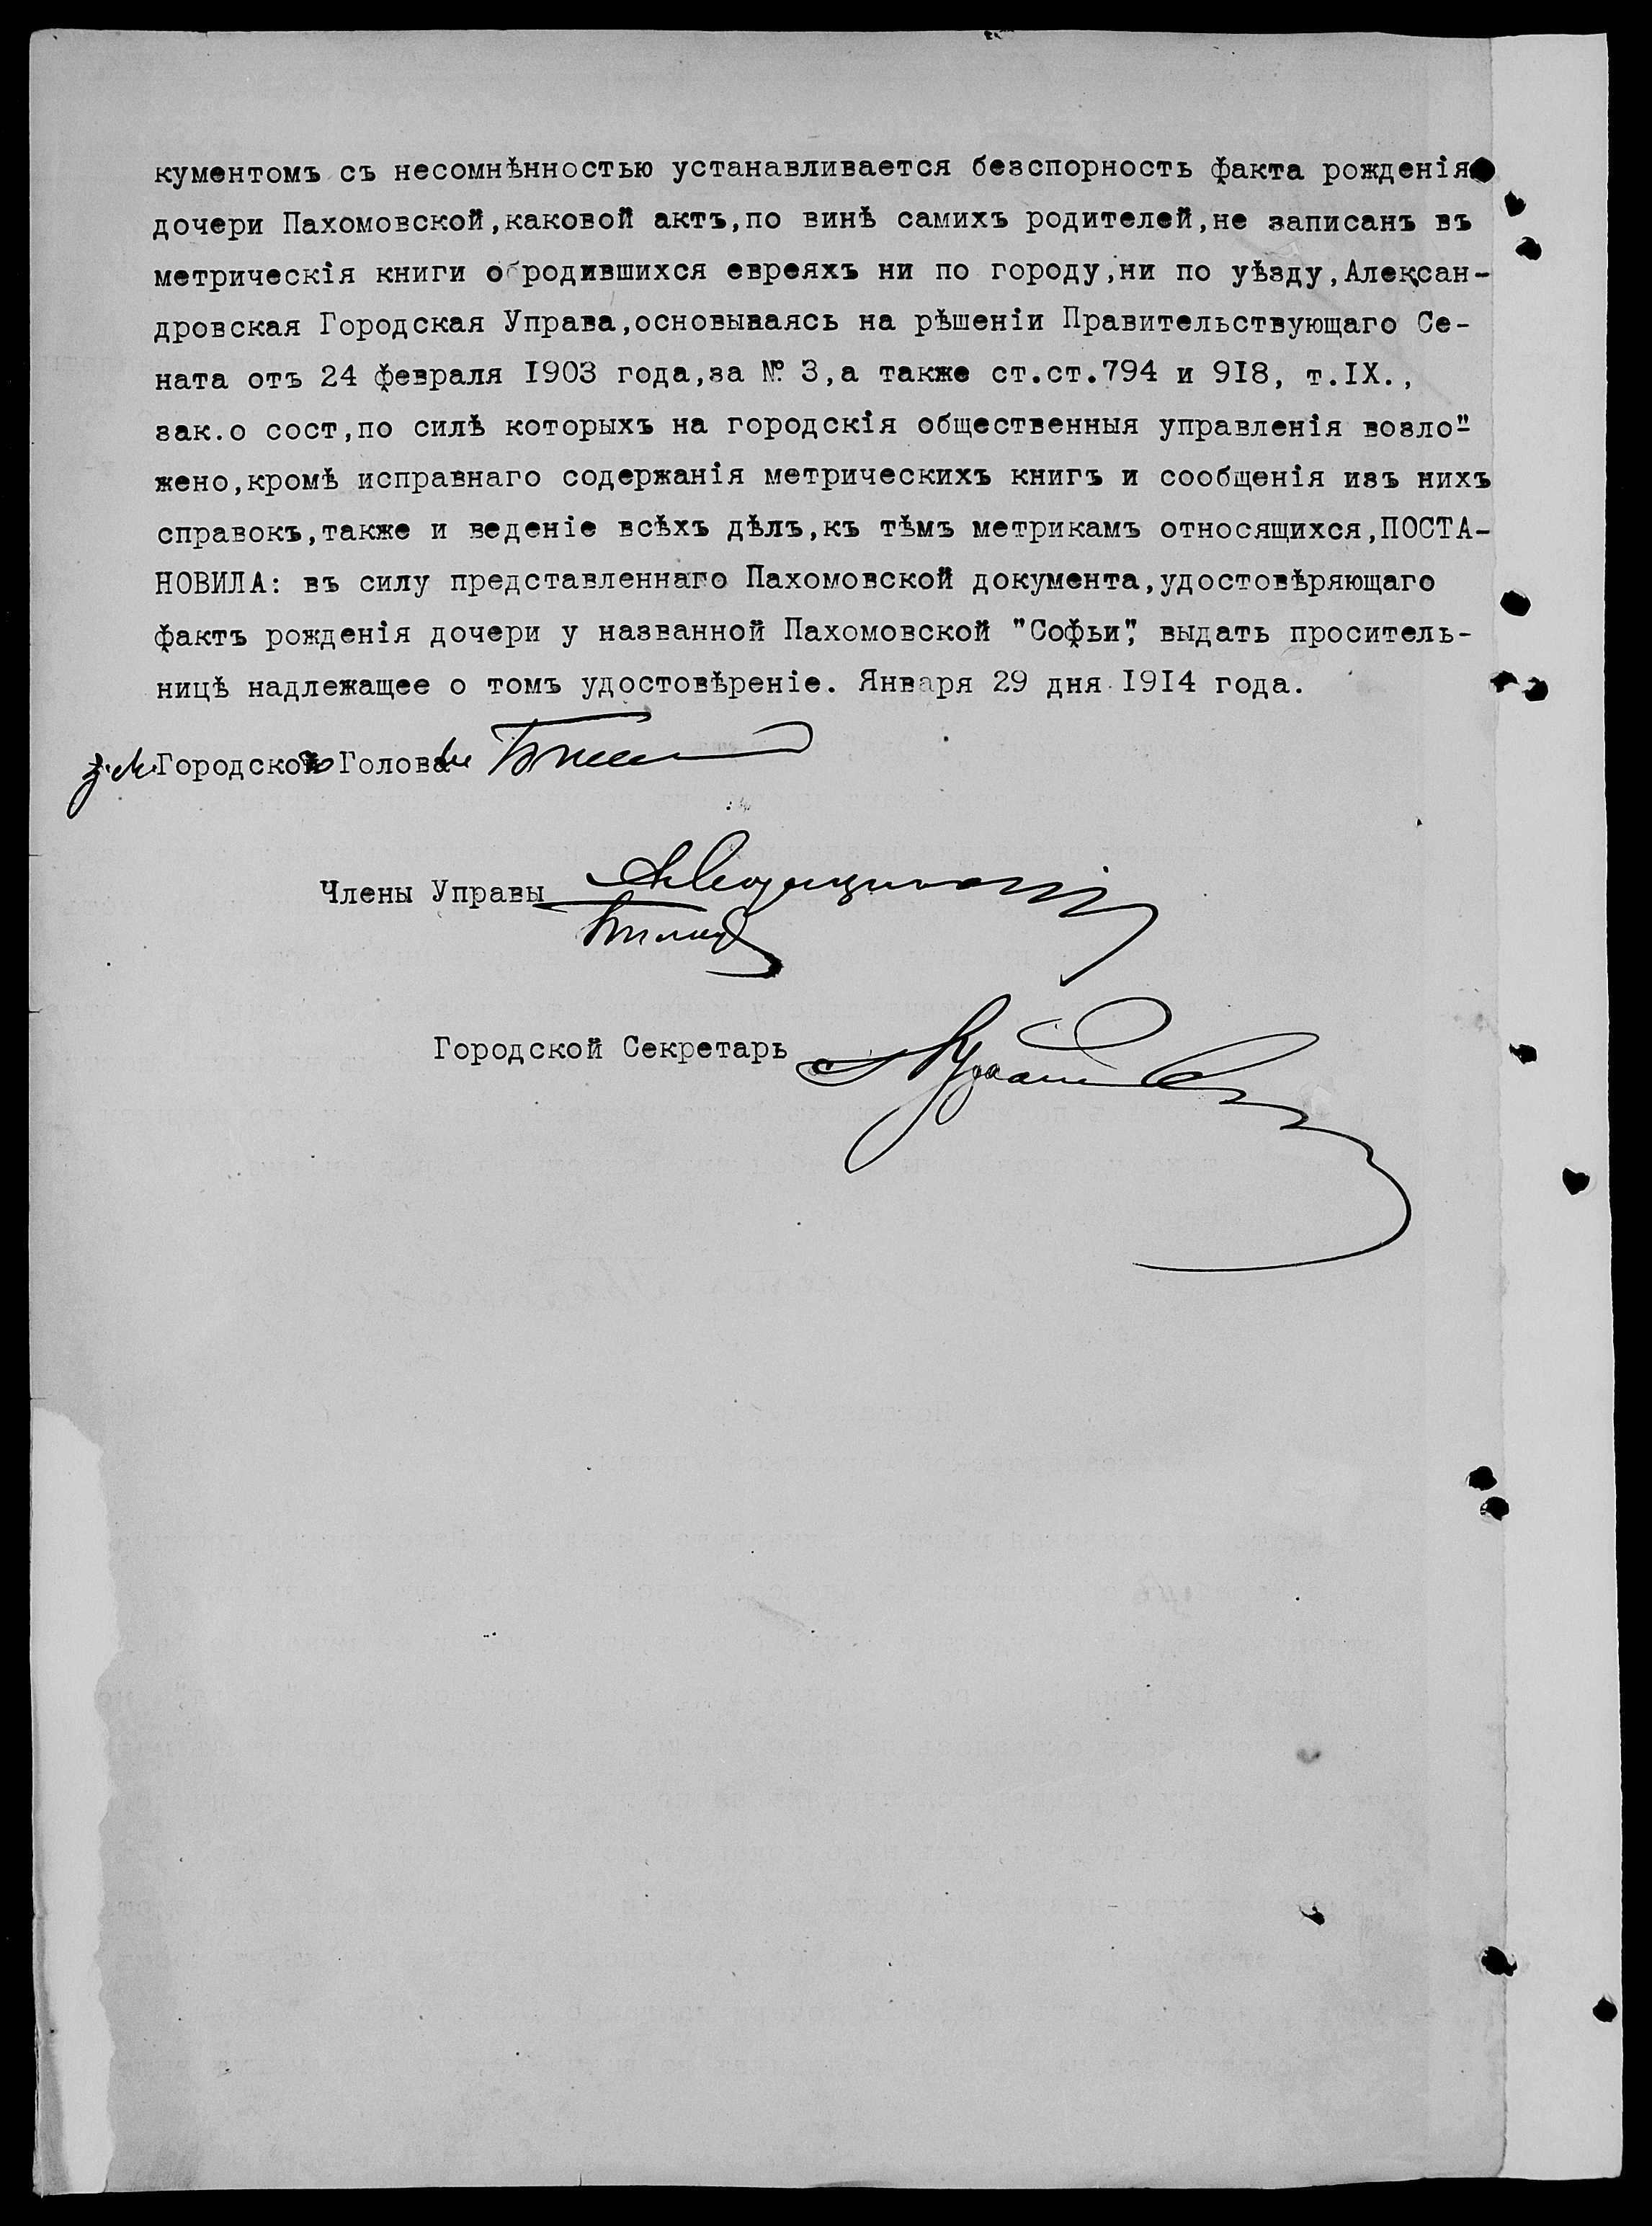 кументомъ съ несомнѣнностью устанавливается безспорность факта рожденія
дочери Пахомовской,каковой актъ,по винѣ самихъ родителей,не записанъ въ
метрическія книги о родившихся евреяхъ ни по городу,ни по уѣзду,Алексан-
дровская Городская Управа,основываясь на рѣшеніи Правительствующаго Се-
ната отъ 24 февраля I903 года,за № 3,а также ст.ст.794 и 9I8, т.IX.,
зак.о сост,по силѣ которыхъ на городскія общественныя управленія возло-
жено,кромѣ исправнаго содержанія метрическихъ книгъ и сообщенія изъ нихъ
справокъ,также и веденіе всѣхъ дѣлъ,къ тѣмъ метрикамъ относящихся,ПОСТА-
НОВИЛА: въ силу представленнаго Пахомовской документа,удостовѣряющаго
фактъ рожденія дочери у названной Пахомовской "Софьи", выдать проситель-
ницѣ надлежащее о томъ удостовѣреніе. Января 29 дня I9I4 года.
Городского Головы
Члены Управы
Городской Секретарь